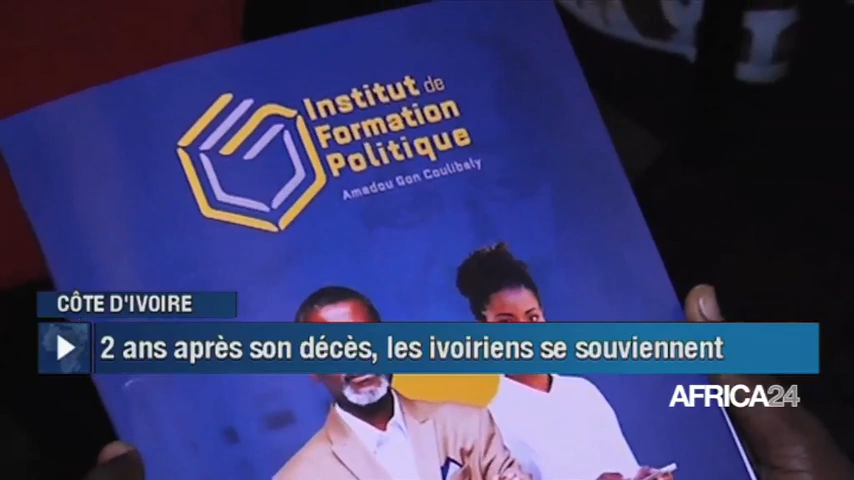 Institut de
Formation
Politique
Amadou Gon Coulibaly
CÔTE D'IVOIRE
2 ans après son décès, les ivoiriens se souviennent
AFRICA24